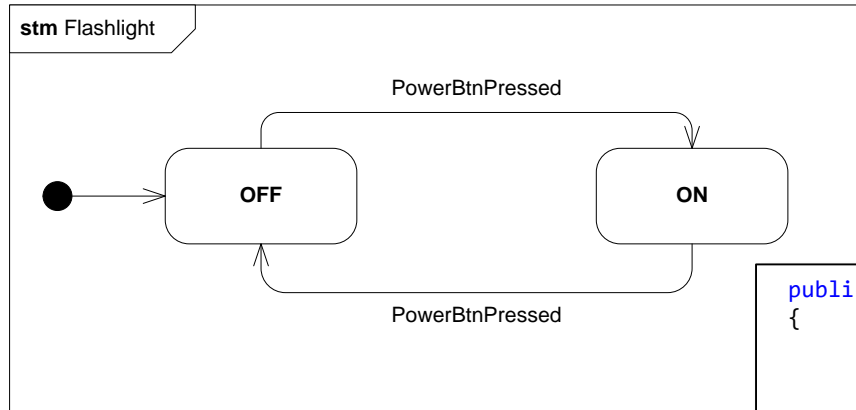 stm Flashlight
PowerBtnPressed
OFF
ON
PowerBtnPressed
publi
{